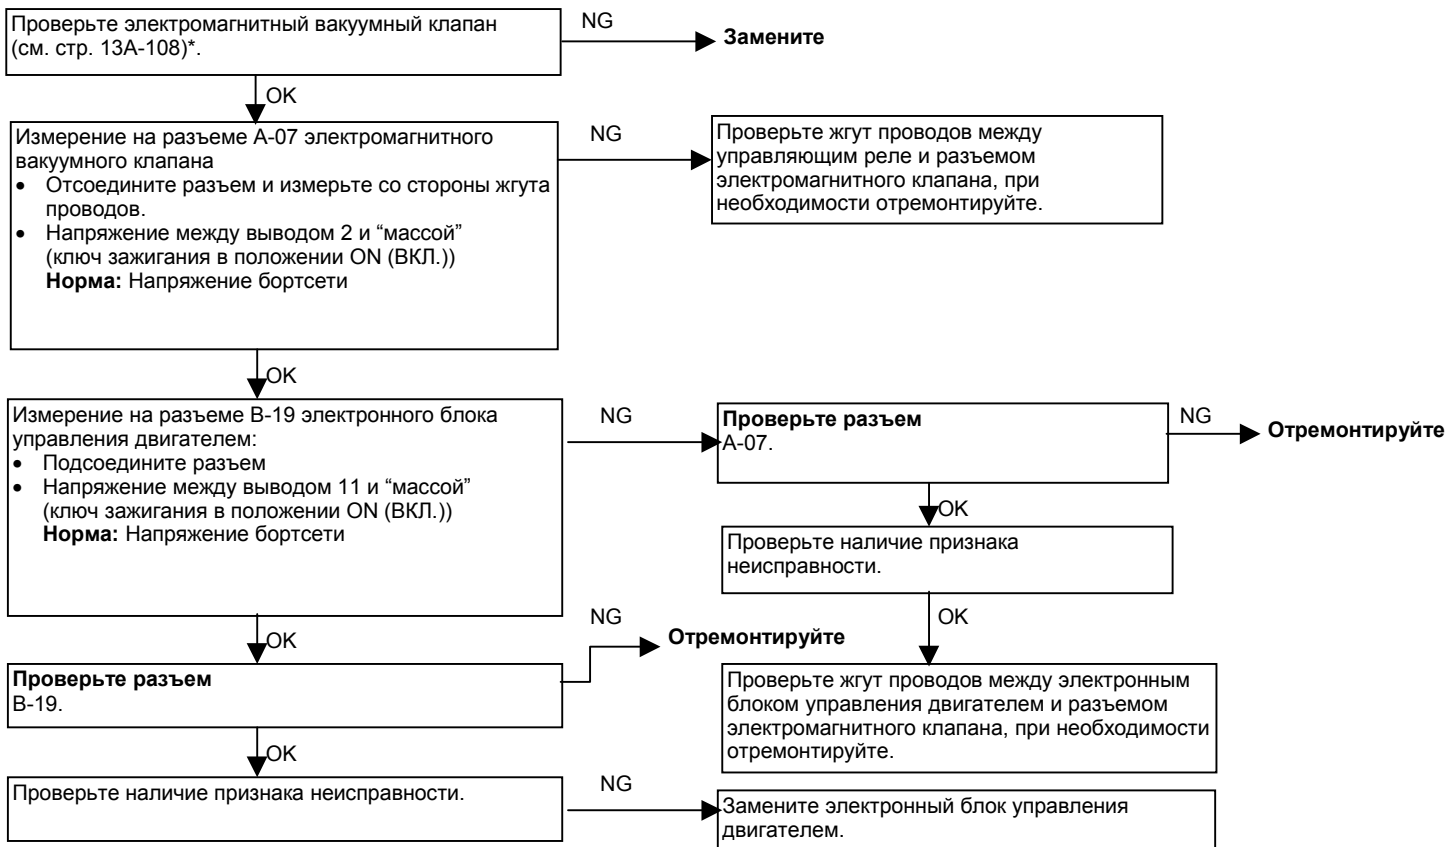 Проверьте электромагнитный вакуумный клапан
(см. стр. 13А-108)*.
NG
Замените
OK
Измерение на разъеме А-07 электромагнитного
вакуумного клапана
• Отсоедините разъем и измерьте со стороны жгута
проводов.
• Напряжение между выводом 2 и “массой”
(ключ зажигания в положении ON (ВКЛ.))
Норма: Напряжение бортсети
NG
Проверьте жгут проводов между
управляющим реле и разъемом
электромагнитного клапана, при
необходимости отремонтируйте.
OK
Измерение на разъеме В-19 электронного блока
управления двигателем:
• Подсоедините разъем
• Напряжение между выводом 11 и “массой”
(ключ зажигания в положении ON (ВКЛ.))
Норма: Напряжение бортсети
NG
Проверьте разъем
А-07.
NG
Отремонтируйте
OK
Проверьте наличие признака
неисправности.
OK
Проверьте жгут проводов между электронным
блоком управления двигателем и разъемом
электромагнитного клапана, при необходимости
отремонтируйте.
OK
Проверьте разъем
В-19.
NG
Отремонтируйте
OK
Проверьте наличие признака неисправности.
NG
Замените электронный блок управления
двигателем.